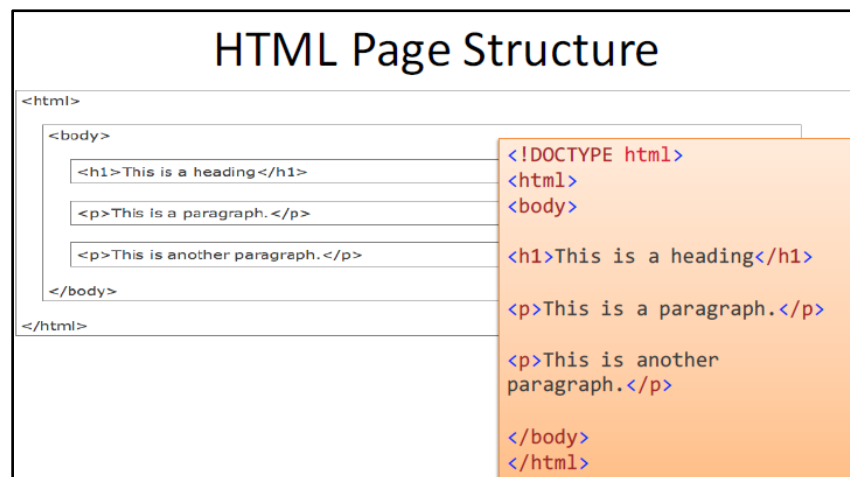 HTML Page Structure
<html>
<body>
<h1>This is a heading</h1>
<p>This is a paragraph.</p>
<p>This is another paragraph.</p>
</body>
</html>
<!DOCTYPE html>
<html>
<body>
<h1>This is a heading</h1>
<p>This is a paragraph.</p>
<p>This is another
paragraph.</p>
</body>
</html>